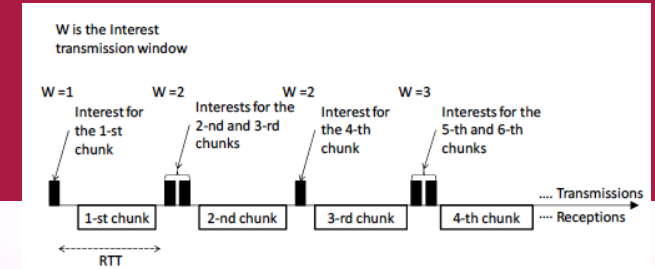 W is the Interest
transmission window
W =1
W =2
W =2
W =3
Interest for
the 1-st
chunk
Interests for the
2-nd and 3-rd
chunks
Interest for
the 4-th
chunk
Interests for the
5-th and 6-th
chunks
.... Transmissions
1-st chunk
2-nd chunk
3-rd chunk
4-th chunk
.... Receptions
RTT